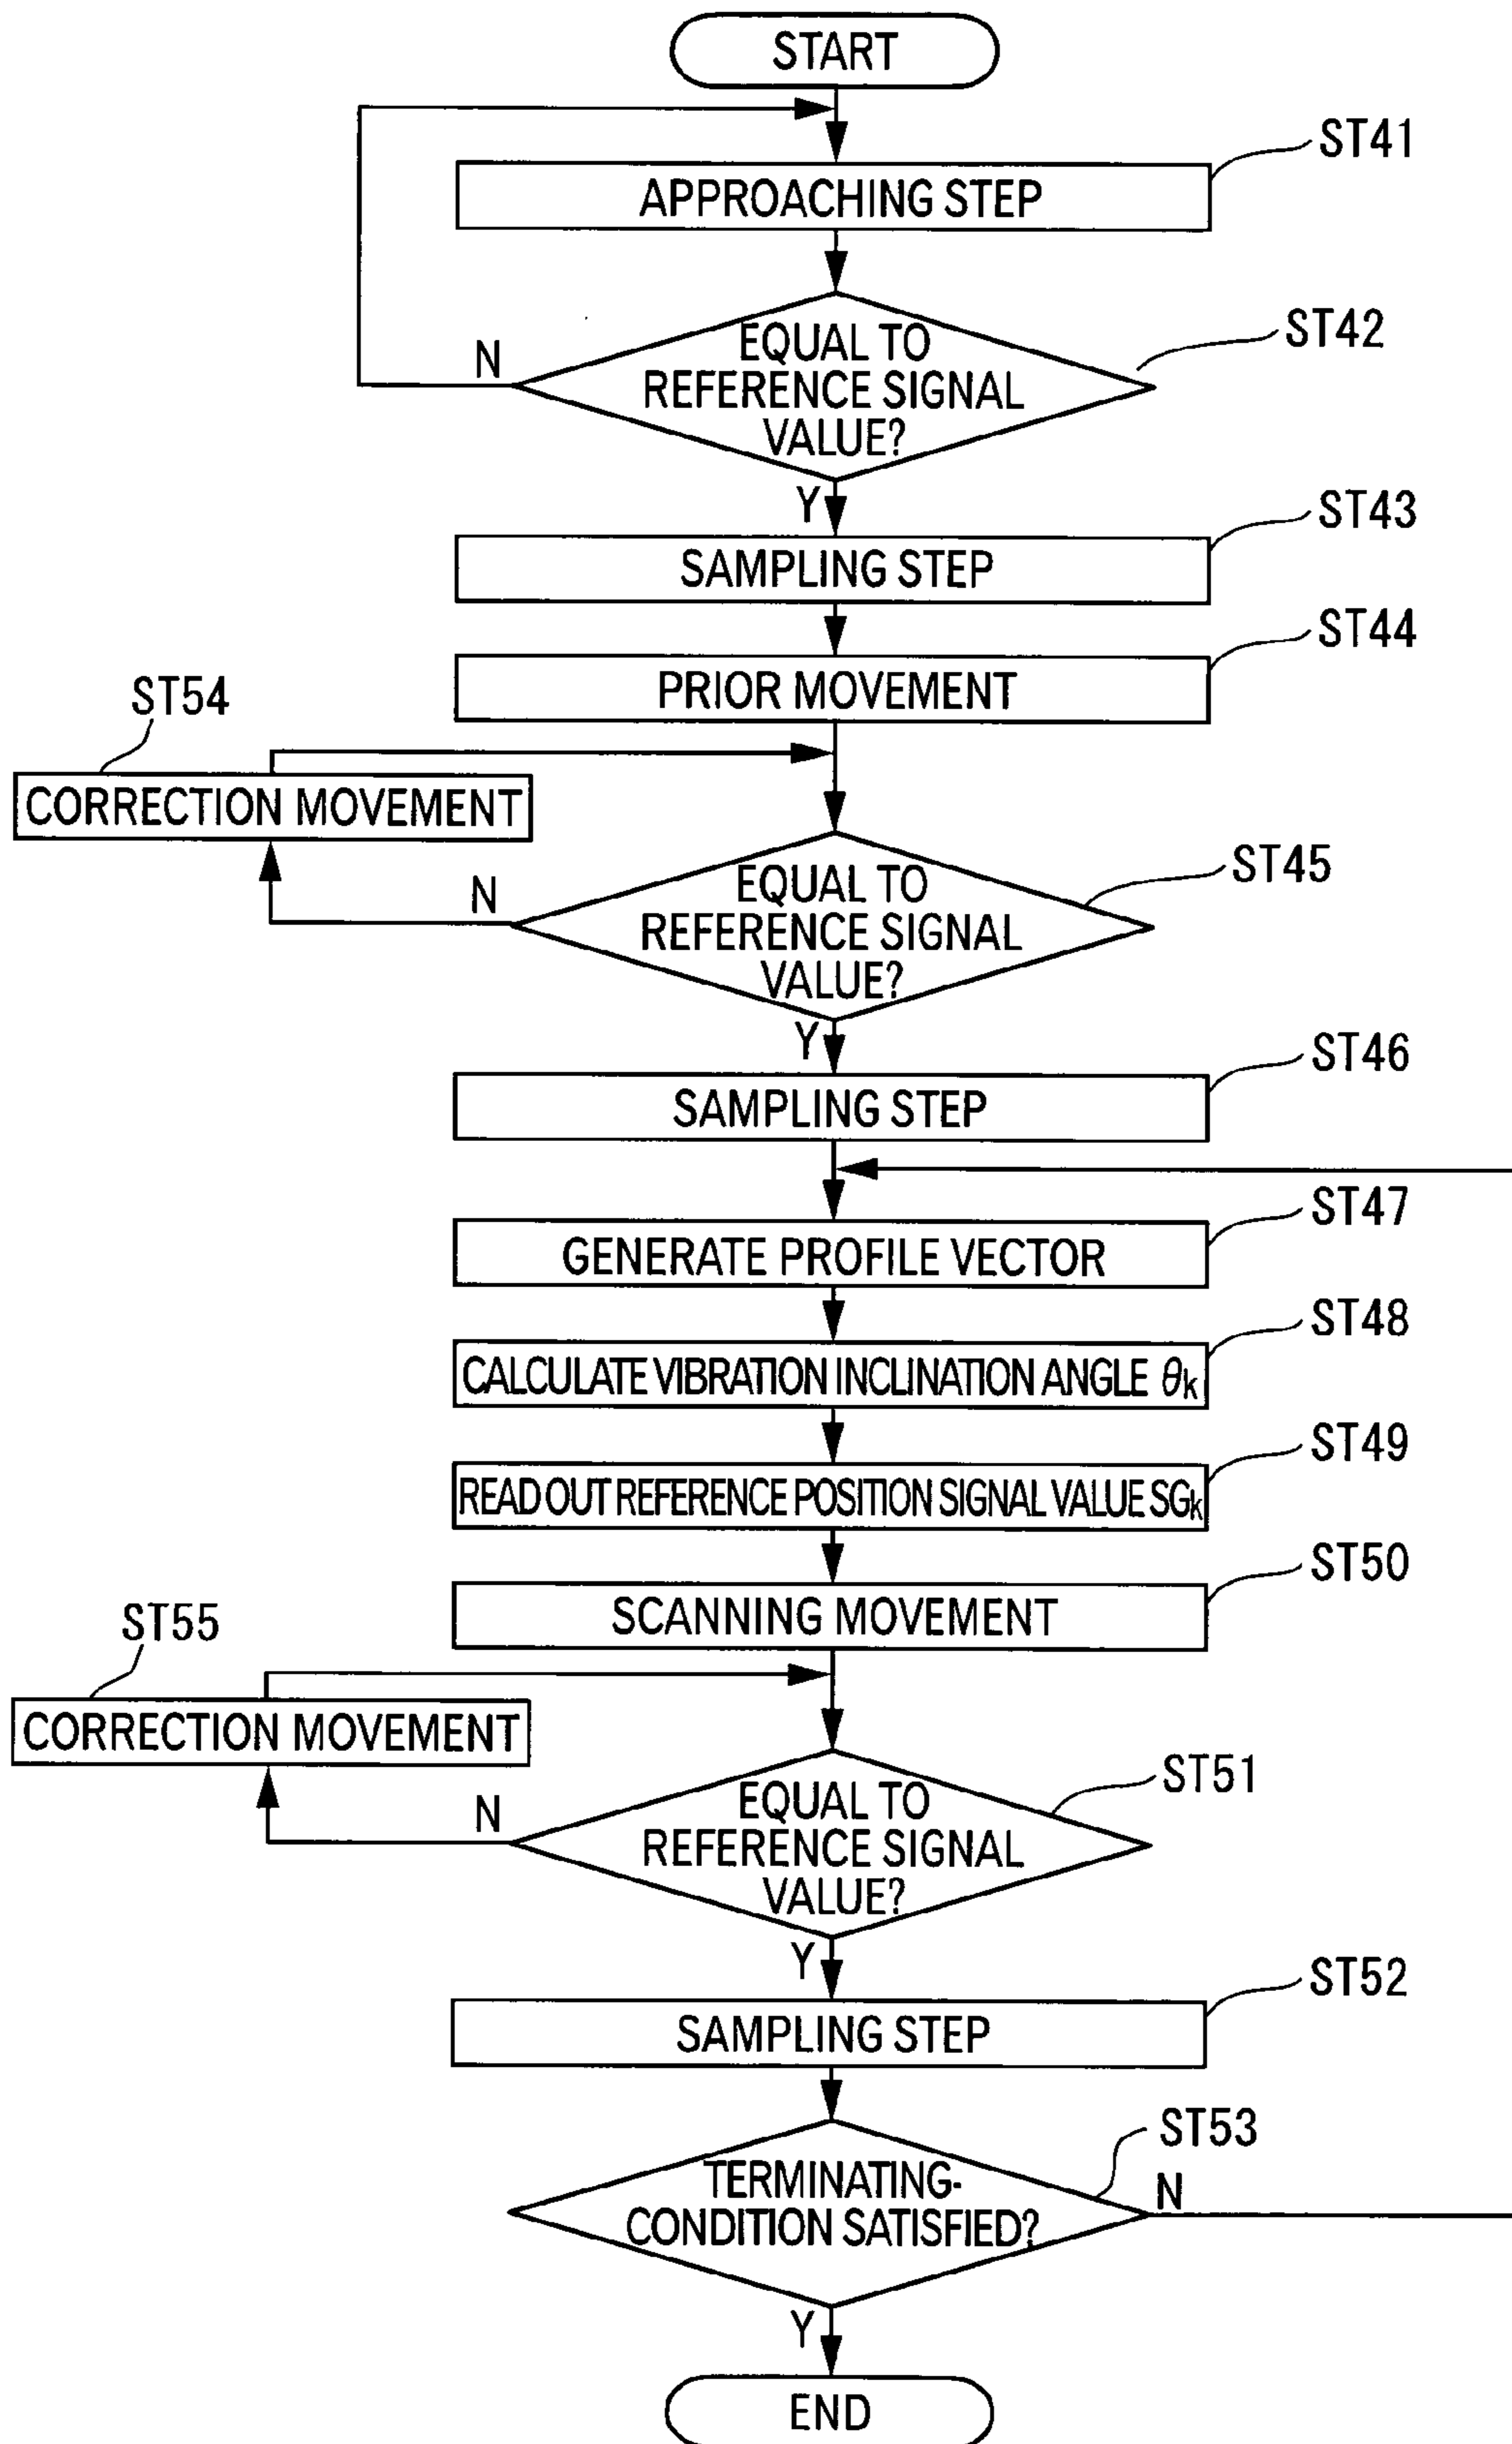 START
ST41
APPROACHING STEP
ST42
EQUAL TO
REFERENCE SIGNAL
VALUE?
N
Y
ST43
SAMPLING STEP
ST44
PRIOR MOVEMENT
ST54
CORRECTION MOVEMENT
ST45
EQUAL TO
REFERENCE SIGNAL
VALUE?
N
Y
ST46
SAMPLING STEP
ST47
GENERATE PROFILE VECTOR
ST48
CALCULATE VIBRATION INCLINATION ANGLE θk
ST49
READ OUT REFERENCE POSITION SIGNAL VALUE SGk
ST50
SCANNING MOVEMENT
ST55
CORRECTION MOVEMENT
ST51
EQUAL TO
REFERENCE SIGNAL
VALUE?
N
Y
ST52
SAMPLING STEP
ST53
TERMINATING-
CONDITION SATISFIED?
N
Y
END